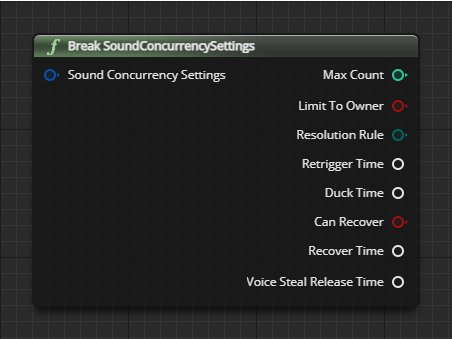 f Break SoundConcurrencySettings
Sound Concurrency Settings Max Count
Limit To Owner
Resolution Rule
Retrigger Time
Duck Time
Can Recover
Recover Time
Voice Steal Release Time